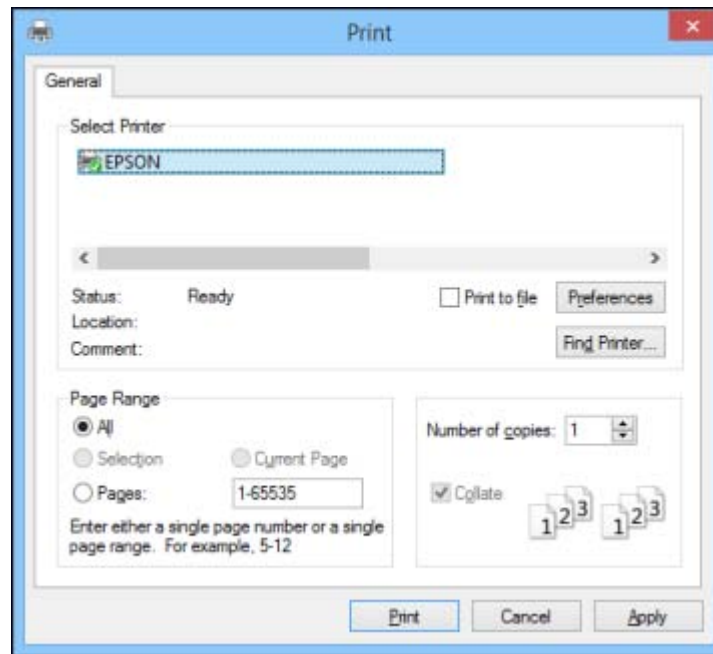 Print
General
Select Printer
EPSON
Status: Ready
Print to file
Preferences
Location:
Comment:
Find Printer...
Page Range
All
Selection
Current Page
Pages:
1-65535
Enter either a single page number or a single
page range. For example, 5-12
Number of copies: 1
Collate
1 2 3 1 2 3
Print
Cancel
Apply